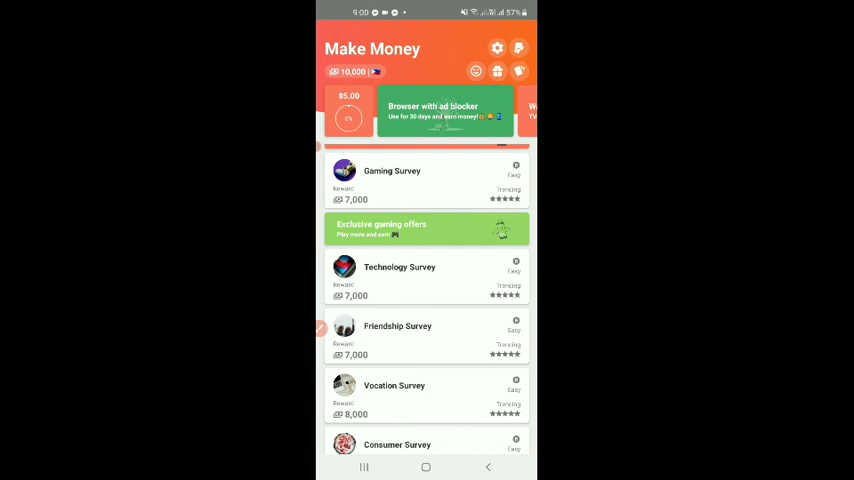 9:00
57%
Make Money
10,000 |
$5.00
0%
Browser with ad blocker
Use for 30 days and earn money!
Gaming Survey
Easy
Reward
Trending
7,000
Exclusive gaming offers
Play more and earn
Technology Survey
Easy
Reward
Trending
7,000
Friendship Survey
Easy
Reward
Trending
7,000
Vocation Survey
Easy
Reward
Trending
8,000
Consumer Survey
Easy